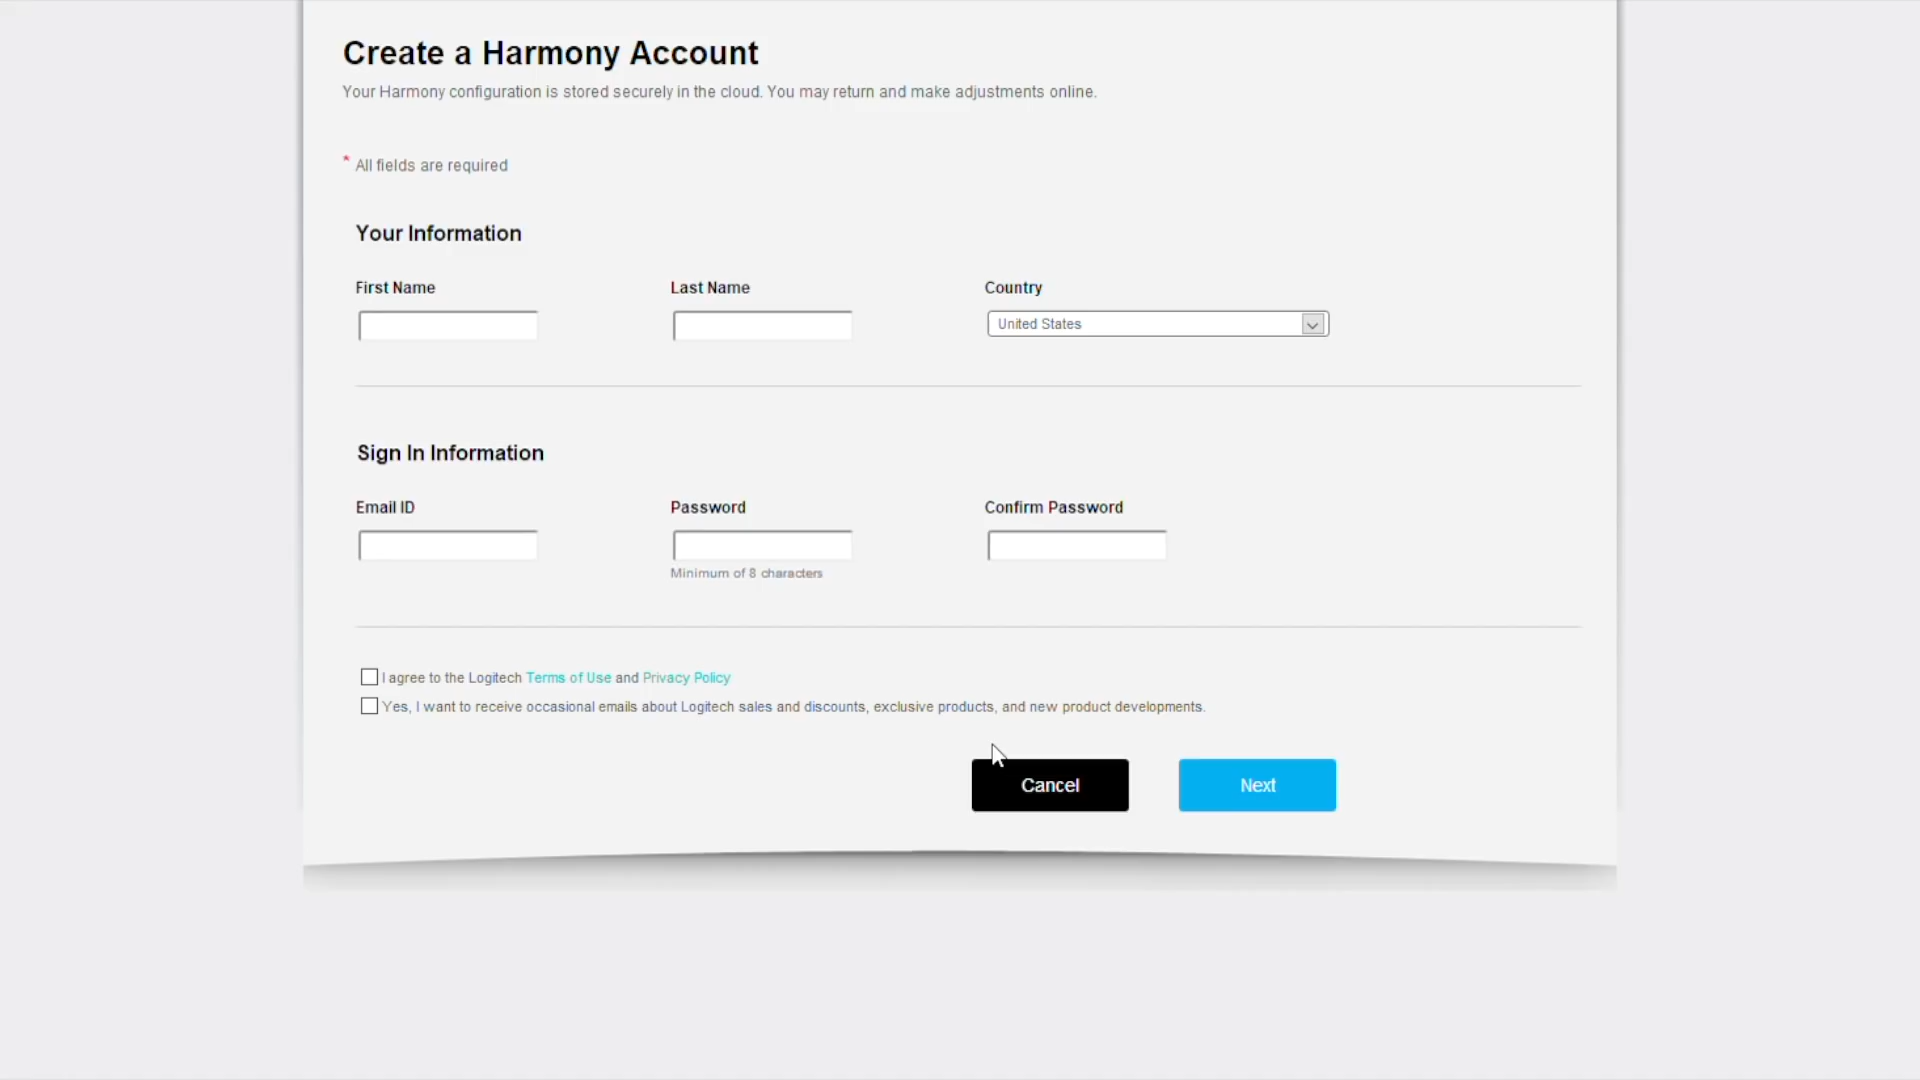 Create a Harmony Account
Your Harmony configuration is stored securely in the cloud. You may return and make adjustments online.
* All fields are required
Your Information
First Name
Last Name
Country
United States
Sign In Information
Email ID
Password
Confirm Password
Minimum of 8 characters
I agree to the Logitech Terms of Use and Privacy Policy
Yes, I want to receive occasional emails about Logitech sales and discounts, exclusive products, and new product developments.
Cancel
Next